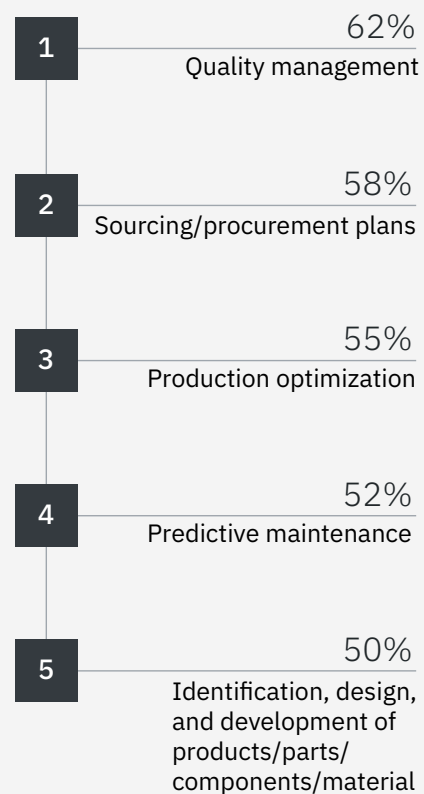 1
62%
Quality management
2
58%
Sourcing/procurement plans
3
55%
Production optimization
4
52%
Predictive maintenance
5
50%
Identification, design,
and development of
products/parts/
components/material